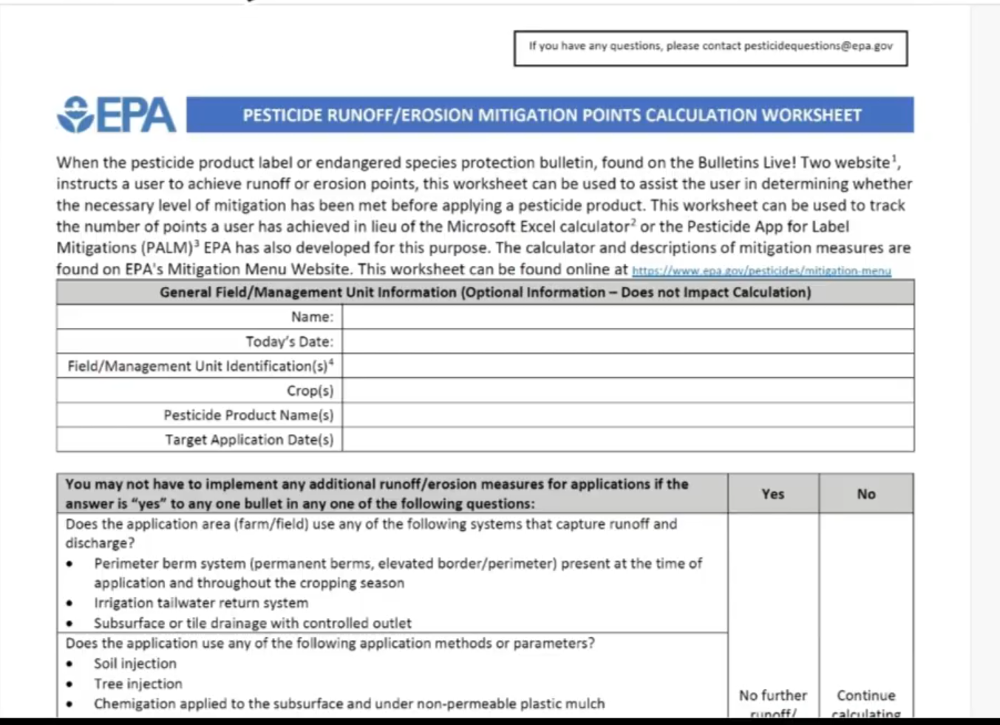 If you have any questions, please contact pesticidequestions@epa.gov
EPA
PESTICIDE RUNOFF/EROSION MITIGATION POINTS CALCULATION WORKSHEET
When the pesticide product label or endangered species protection bulletin, found on the Bulletins Live! Two website¹,
instructs a user to achieve runoff or erosion points, this worksheet can be used to assist the user in determining whether
the necessary level of mitigation has been met before applying a pesticide product. This worksheet can be used to track
the number of points a user has achieved in lieu of the Microsoft Excel calculator² or the Pesticide App for Label
Mitigations (PALM)³ EPA has also developed for this purpose. The calculator and descriptions of mitigation measures are
found on EPA's Mitigation Menu Website. This worksheet can be found online at https://www.epa.gov/pesticides/mitigation-menu
General Field/Management Unit Information (Optional Information – Does not Impact Calculation)
Name:
Today's Date:
Field/Management Unit Identification(s)⁴
Crop(s)
Pesticide Product Name(s)
Target Application Date(s)
You may not have to implement any additional runoff/erosion measures for applications if the
answer is "yes" to any one bullet in any one of the following questions:
Yes
No
Does the application area (farm/field) use any of the following systems that capture runoff and
discharge?
• Perimeter berm system (permanent berms, elevated border/perimeter) present at the time of
application and throughout the cropping season
• Irrigation tailwater return system
• Subsurface or tile drainage with controlled outlet
Does the application use any of the following application methods or parameters?
• Soil injection
• Tree injection
• Chemigation applied to the subsurface and under non-permeable plastic mulch
No further
runoff/
Continue
calculating